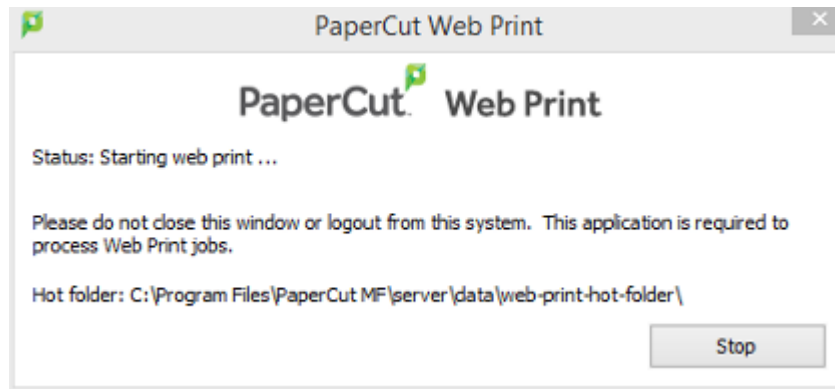 PaperCut Web Print
PaperCut Web Print
Status: Starting web print ...
Please do not close this window or logout from this system.  This application is required to
process Web Print jobs.
Hot folder: C:\Program Files\PaperCut MF\server\data\web-print-hot-folder\
Stop